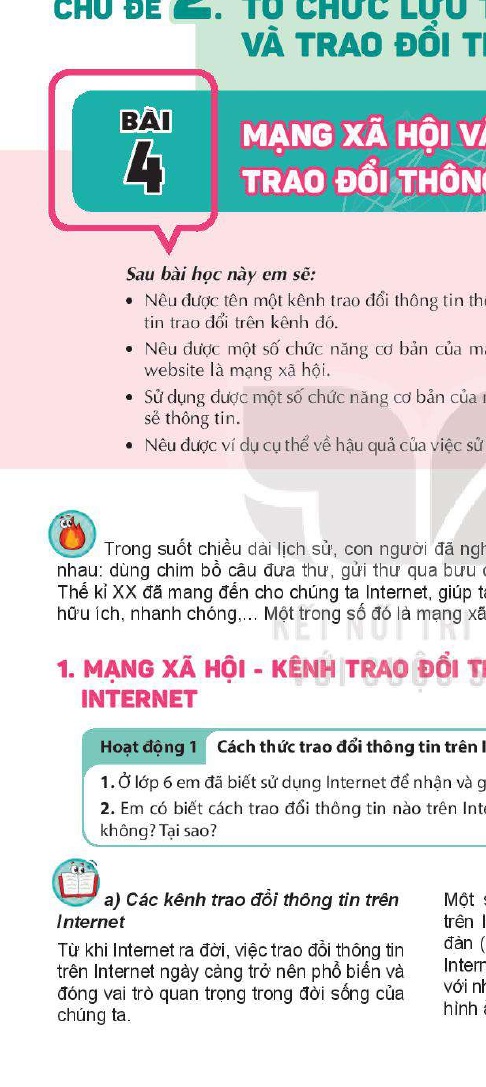 CHỦ ĐỀ 2. TỔ CHỨC LƯU
VÀ TRAO ĐỔI
BÀI
4
MẠNG XÃ HỘI
TRAO ĐỔI
Sau bài học này em sẽ:
• Nêu được tên một kênh trao đổi thông tin
tin trao đổi trên kênh đó.
• Nêu được một số chức năng cơ bản của
website là mạng xã hội.
• Sử dụng được một số chức năng cơ bản của
sẻ thông tin.
• Nêu được ví dụ cụ thể về hậu quả của việc sử
Trong suốt chiều dài lịch sử, con người đã
nhau: dùng chim bồ câu đưa thư, gửi thư qua bưu
Thế kỉ XX đã mang đến cho chúng ta Internet, giúp
hữu ích, nhanh chóng,... Một trong số đó là mạng xã
KẾT NỐI TRI
VỚI CUỘC
1. MẠNG XÃ HỘI - KÊNH TRAO ĐỔI
INTERNET
Hoạt động 1 Cách thức trao đổi thông tin trên
1. Ở lớp 6 em đã biết sử dụng Internet để nhận và
2. Em có biết cách trao đổi thông tin nào trên
không? Tại sao?
a) Các kênh trao đổi thông tin trên
Internet
Từ khi Internet ra đời, việc trao đổi thông tin
trên Internet ngày càng trở nên phổ biến và
đóng vai trò quan trọng trong đời sống của
chúng ta.
Một
trên
đàn (
với
hình